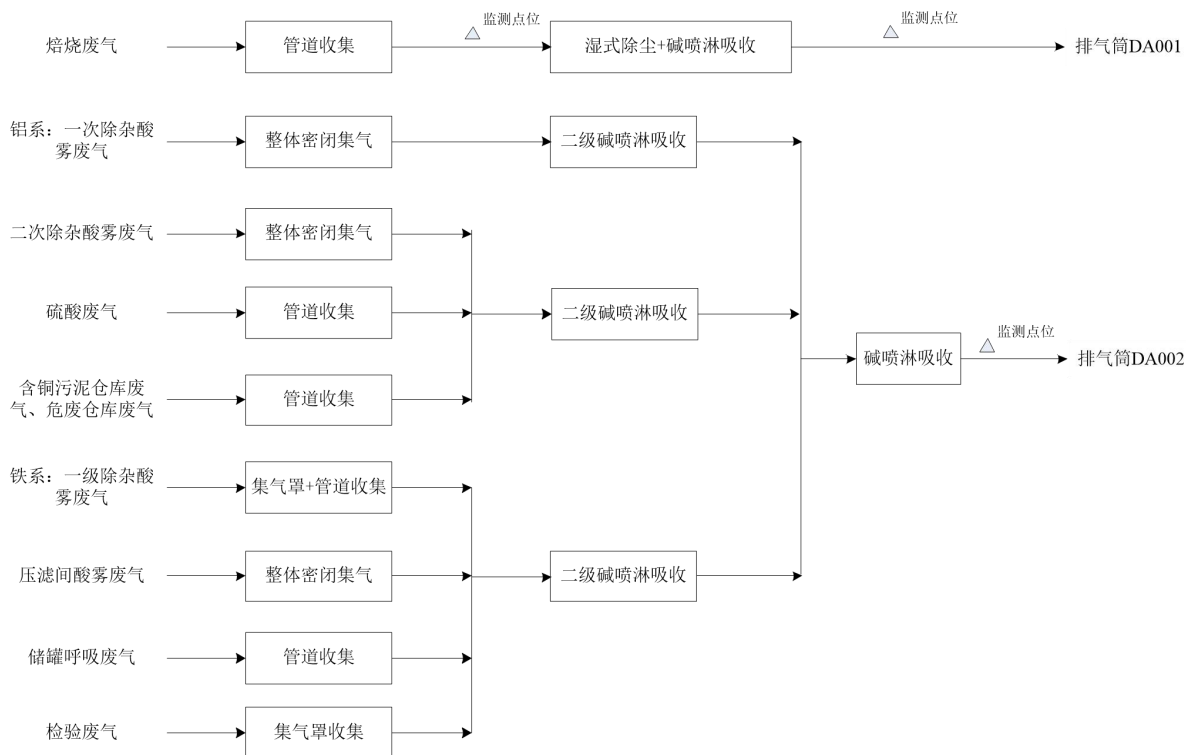 焙烧废气
管道收集
监测点位
湿式除尘+碱喷淋吸收
监测点位
排气筒DA001
铝系：一次除杂酸
雾废气
整体密闭集气
二级碱喷淋吸收
二次除杂酸雾废气
整体密闭集气
硫酸废气
管道收集
二级碱喷淋吸收
含铜污泥仓库废
气、危废仓库废气
管道收集
碱喷淋吸收
监测点位
排气筒DA002
铁系：一级除杂酸
雾废气
集气罩+管道收集
压滤间酸雾废气
整体密闭集气
二级碱喷淋吸收
储罐呼吸废气
管道收集
检验废气
集气罩收集